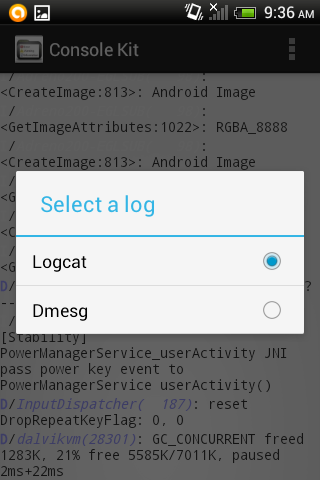 9:36 AM
Console Kit
/ :
<CreateImage:813>: Android Image
/ :
<GetImageAttributes:1022>: RGBA_8888
/ :
<CreateImage:813>: Android Image
/
<G
/
<C
/
<G
Select a log
Logcat
Dmesg
D/ ?
--
/
[Stability]
PowerManagerService_userActivity JNI
pass power key event to
PowerManagerService userActivity()
D/InputDispatcher( 187): reset
DropRepeatKeyFlag: 0, 0
D/dalvikvm(28301): GC_CONCURRENT freed
1283K, 21% free 5585K/7011K, paused
2ms+22ms